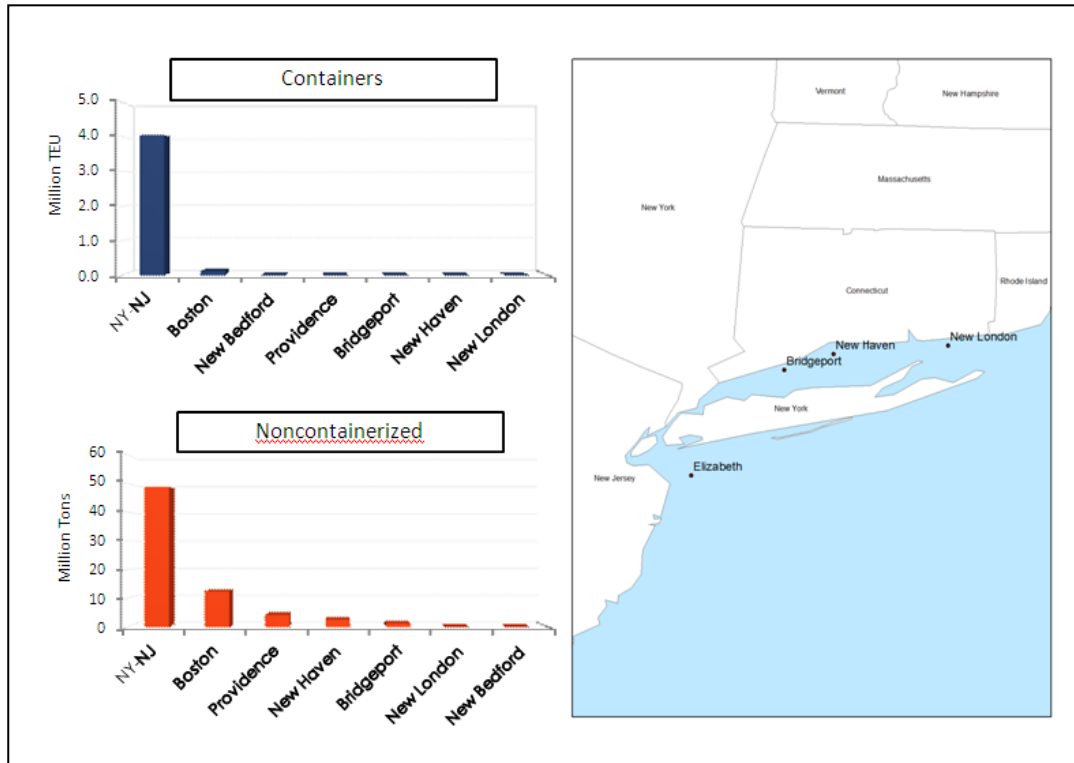 Containers
Million TEU
5.0
4.0
3.0
2.0
1.0
0.0
NY-NJ
Boston
New Bedford
Providence
Bridgeport
New Haven
New London
Noncontainerized
Million Tons
60
50
40
30
20
10
0
NY-NJ
Boston
Providence
New Haven
Bridgeport
New London
New Bedford
Vermont
New Hampshire
Massachusetts
New York
Connecticut
Rhode Island
New London
New Haven
Bridgeport
New York
Elizabeth
New Jersey